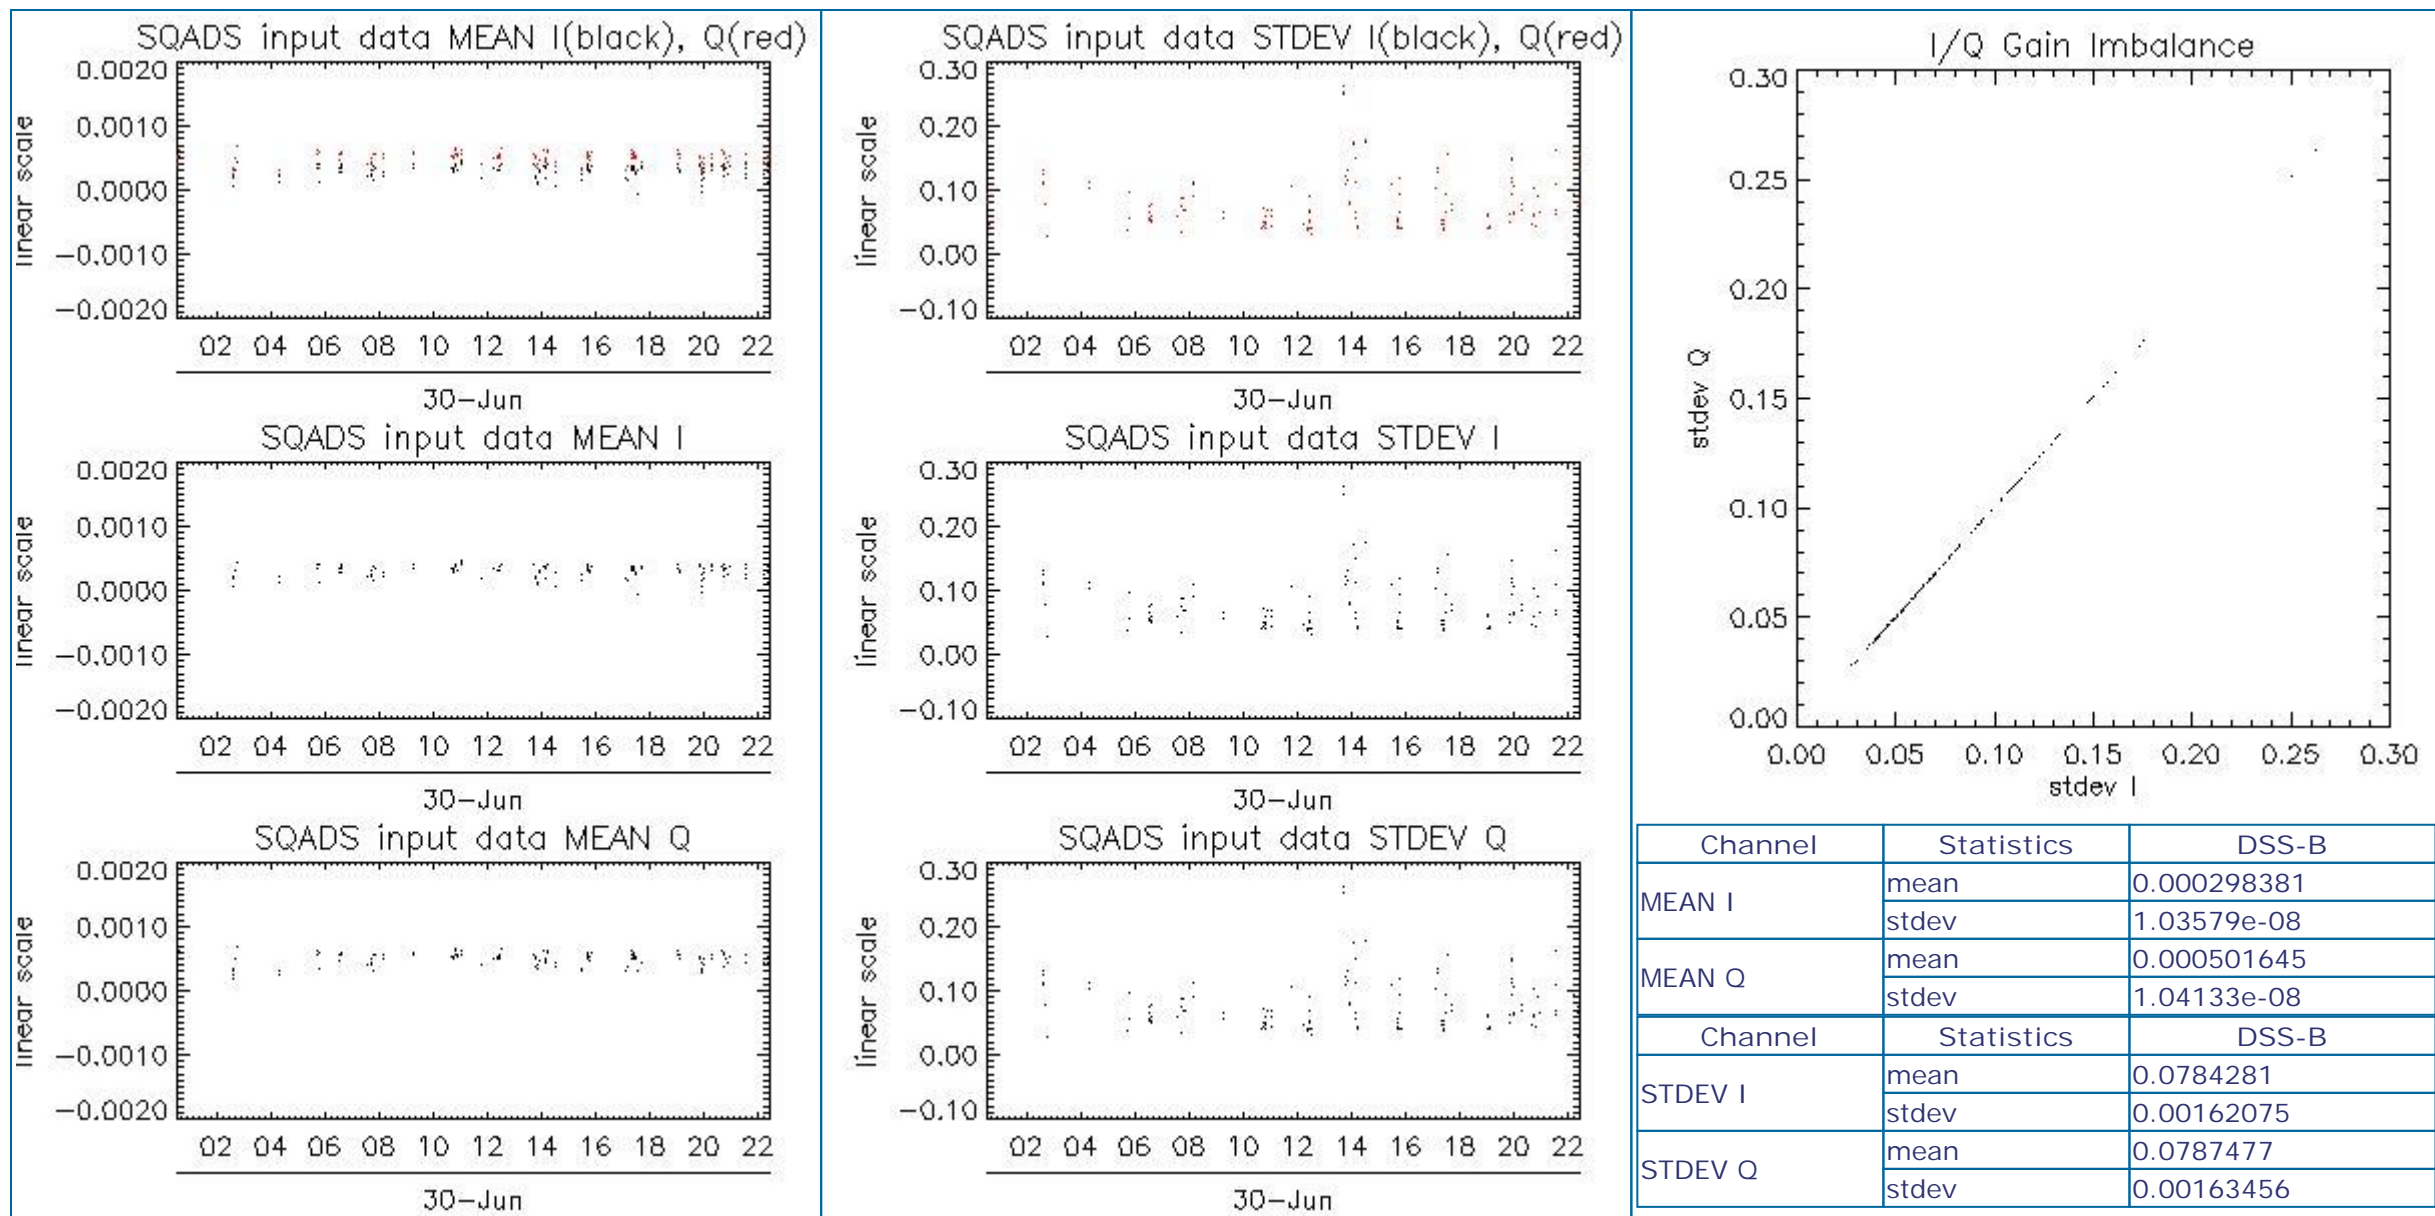 SQADS input data MEAN I(black), Q(red)
0.0020
0.0010
0.0000
−0.0010
−0.0020
linear scale
02 04 06 08 10 12 14 16 18 20 22
30−Jun
SQADS input data MEAN I
0.0020
0.0010
0.0000
−0.0010
−0.0020
linear scale
02 04 06 08 10 12 14 16 18 20 22
30−Jun
SQADS input data MEAN Q
0.0020
0.0010
0.0000
−0.0010
−0.0020
linear scale
02 04 06 08 10 12 14 16 18 20 22
30−Jun
SQADS input data STDEV I(black), Q(red)
0.30
0.20
0.10
0.00
−0.10
linear scale
02 04 06 08 10 12 14 16 18 20 22
30−Jun
SQADS input data STDEV I
0.30
0.20
0.10
0.00
−0.10
linear scale
02 04 06 08 10 12 14 16 18 20 22
30−Jun
SQADS input data STDEV Q
0.30
0.20
0.10
0.00
−0.10
linear scale
02 04 06 08 10 12 14 16 18 20 22
30−Jun
I/Q Gain Imbalance
0.30
0.25
0.20
0.15
0.10
0.05
0.00
stdev Q
0.00 0.05 0.10 0.15 0.20 0.25 0.30
stdev I
Channel Statistics DSS-B
MEAN I mean 0.000298381
stdev 1.03579e-08
MEAN Q mean 0.000501645
stdev 1.04133e-08
Channel Statistics DSS-B
STDEV I mean 0.0784281
stdev 0.00162075
STDEV Q mean 0.0787477
stdev 0.00163456